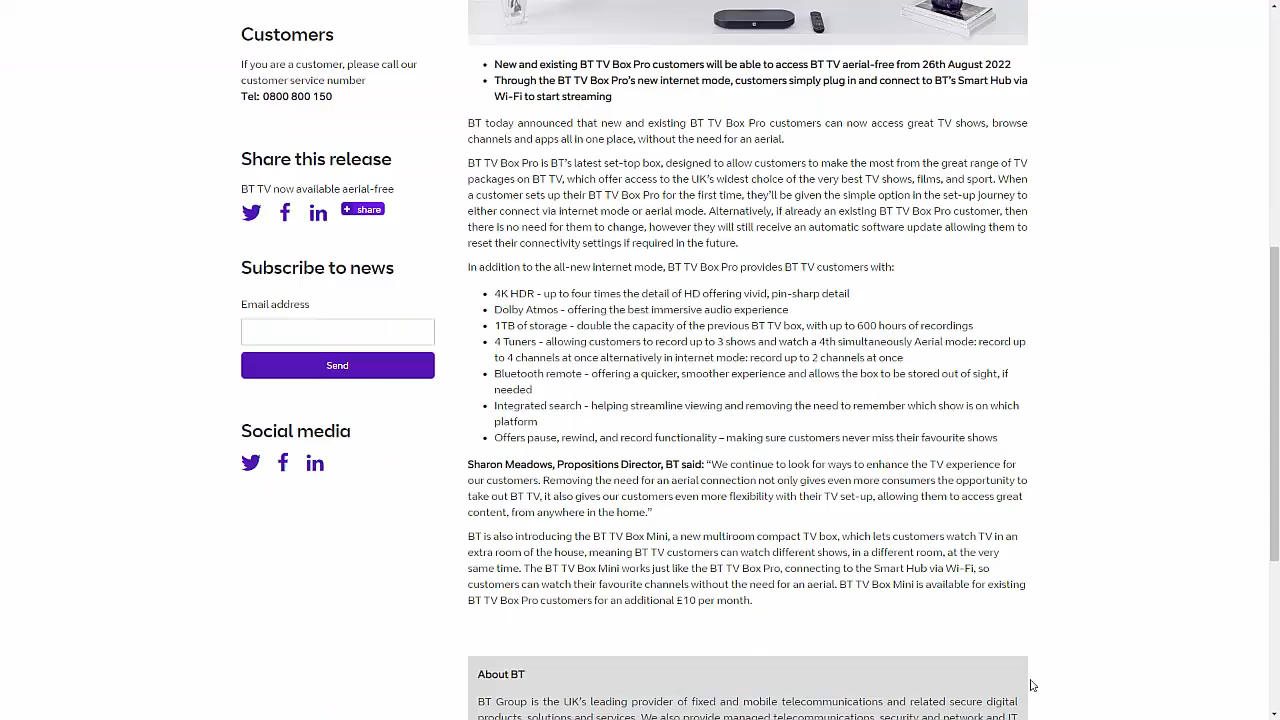 Customers
If you are a customer, please call our
customer service number
Tel: 0800 800 150
Share this release
BT TV now available aerial-free
+ share
Subscribe to news
Email address
Send
Social media
• New and existing BT TV Box Pro customers will be able to access BT TV aerial-free from 26th August 2022
• Through the BT TV Box Pro's new internet mode, customers simply plug in and connect to BT's Smart Hub via
Wi-Fi to start streaming
BT today announced that new and existing BT TV Box Pro customers can now access great TV shows, browse
channels and apps all in one place, without the need for an aerial.
BT TV Box Pro is BT's latest set-top box, designed to allow customers to make the most from the great range of TV
packages on BT TV, which offer access to the UK's widest choice of the very best TV shows, films, and sport. When
a customer sets up their BT TV Box Pro for the first time, they'll be given the simple option in the set-up journey to
either connect via internet mode or aerial mode. Alternatively, if already an existing BT TV Box Pro customer, then
there is no need for them to change, however they will still receive an automatic software update allowing them to
reset their connectivity settings if required in the future.
In addition to the all-new internet mode, BT TV Box Pro provides BT TV customers with:
• 4K HDR - up to four times the detail of HD offering vivid, pin-sharp detail
• Dolby Atmos - offering the best immersive audio experience
• 1TB of storage - double the capacity of the previous BT TV box, with up to 600 hours of recordings
• 4 Tuners - allowing customers to record up to 3 shows and watch a 4th simultaneously Aerial mode: record up
to 4 channels at once alternatively in internet mode: record up to 2 channels at once
• Bluetooth remote - offering a quicker, smoother experience and allows the box to be stored out of sight, if
needed
• Integrated search - helping streamline viewing and removing the need to remember which show is on which
platform
• Offers pause, rewind, and record functionality – making sure customers never miss their favourite shows
Sharon Meadows, Propositions Director, BT said: “We continue to look for ways to enhance the TV experience for
our customers. Removing the need for an aerial connection not only gives even more consumers the opportunity to
take out BT TV, it also gives our customers even more flexibility with their TV set-up, allowing them to access great
content, from anywhere in the home.”
BT is also introducing the BT TV Box Mini, a new multiroom compact TV box, which lets customers watch TV in an
extra room of the house, meaning BT TV customers can watch different shows, in a different room, at the very
same time. The BT TV Box Mini works just like the BT TV Box Pro, connecting to the Smart Hub via Wi-Fi, so
customers can watch their favourite channels without the need for an aerial. BT TV Box Mini is available for existing
BT TV Box Pro customers for an additional £10 per month.
About BT
BT Group is the UK's leading provider of fixed and mobile telecommunications and related secure digital
products, solutions and services. We also provide managed telecommunications, security and network and IT